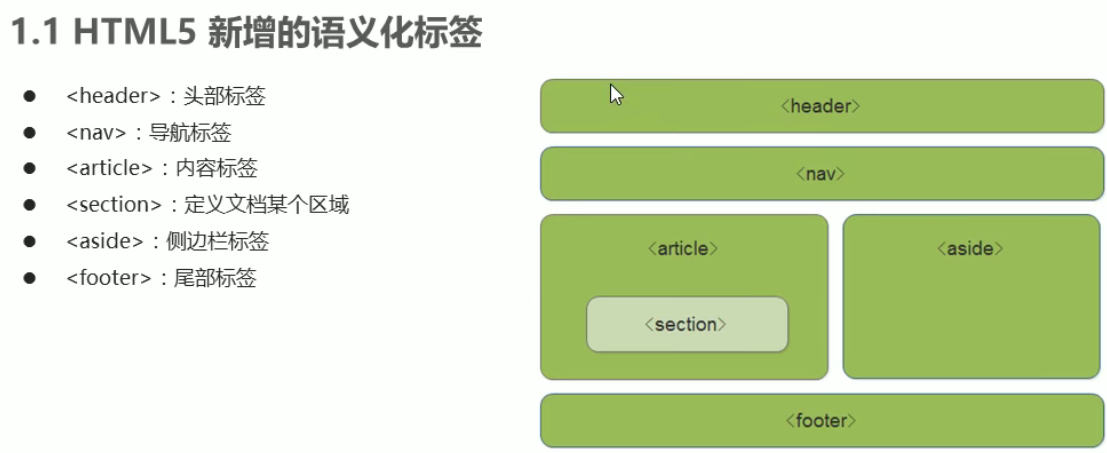 1.1 HTML5 新增的语义化标签
● <header>：头部标签
● <nav>：导航标签
● <article>：内容标签
● <section>：定义文档某个区域
● <aside>：侧边栏标签
● <footer>：尾部标签
<header>
<nav>
<article>
<aside>
<section>
<footer>